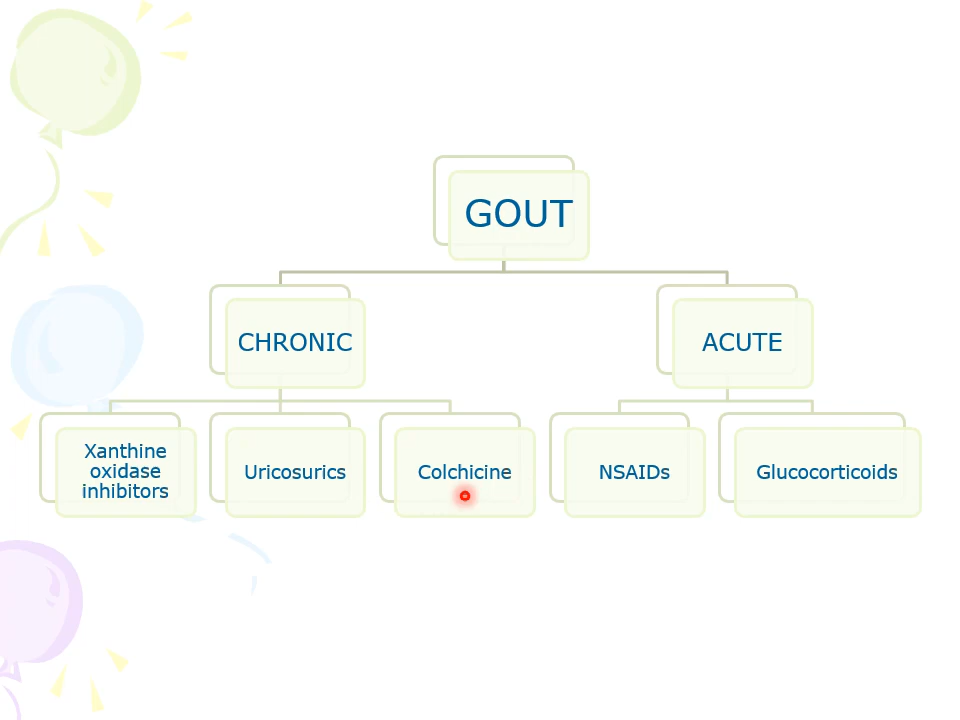 GOUT
CHRONIC
ACUTE
Xanthine
oxidase
inhibitors
Uricosurics
Colchicine
NSAIDs
Glucocorticoids